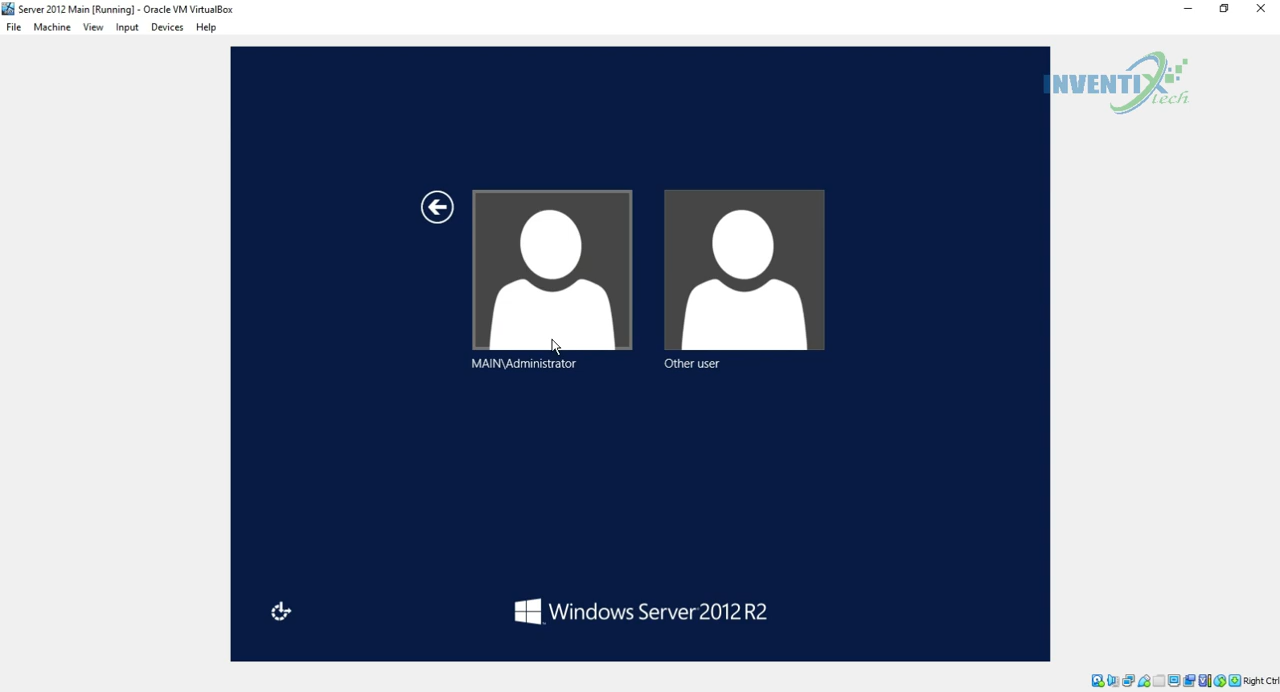 Server 2012 Main [Running] - Oracle VM VirtualBox
File Machine View Input Devices Help
INVENTIX
tech
MAIN\Administrator
Other user
Windows Server 2012 R2
Right Ctrl